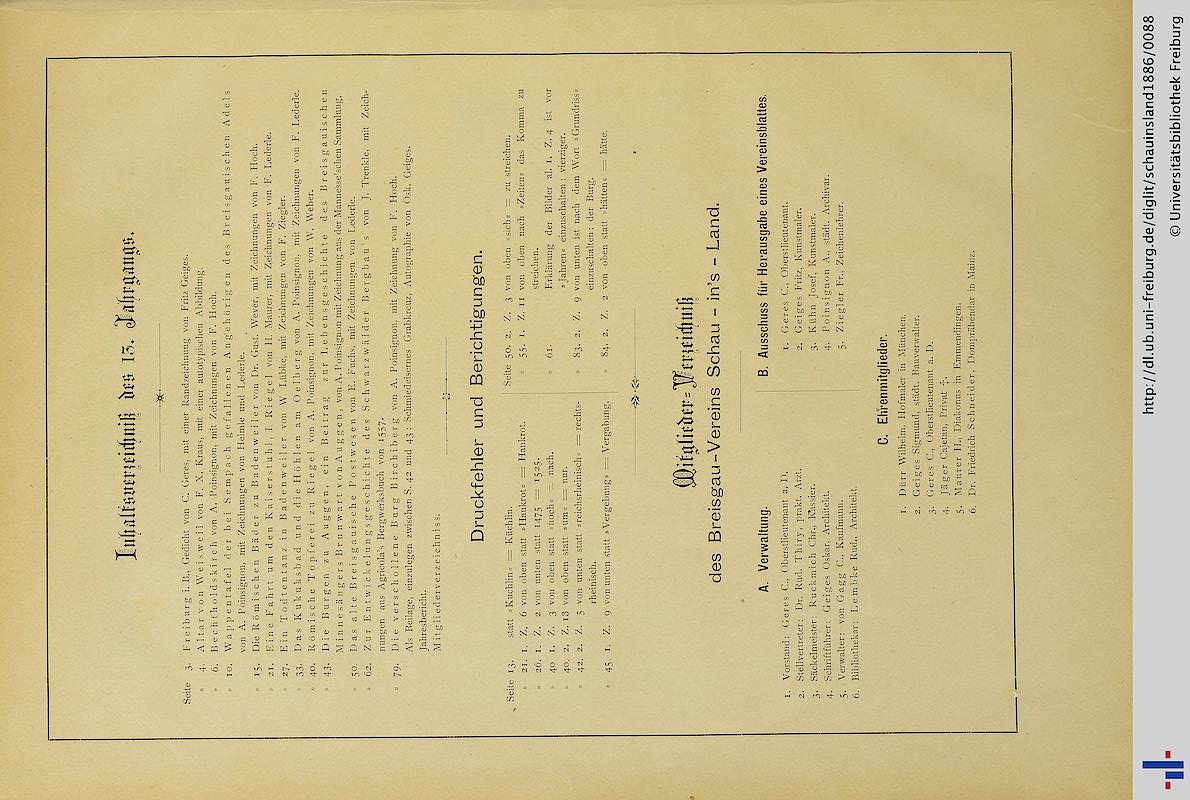 Inhaltsverzeichniß des 13. Jahrgangs.
Seite 3. Freiburg i. B., Gedicht von C. Geres, mit einer Randzeichnung von Fritz Geiges.
» 4. Altar von Weisweil von F. X. Kraus, mit einer autotypischen Abbildung.
» 6. Bechtholdskirch von A. Poinsignon, mit Zeichnungen von F. Hoch.
» 10. Wappentafel der bei Sempach gefallenen Angehörigen des Breisgauischen Adels
von A. Poinsignon, mit Zeichnungen von Helmle und Lederle.
» 15. Die Römischen Bäder zu Badenweiler von Dr. Gust. Wever, mit Zeichnungen von F. Hoch.
» 21. Eine Fahrt um den Kaiserstuhl, I. Riegel von H. Maurer, mit Zeichnungen von F. Lederle.
» 27. Ein Todtentanz in Badenweiler von W Lübke, mit Zeichnungen von F. Ziegler.
» 33. Das Kukuksbad und die Höhlen am Oelberg von A. Poinsignon, mit Zeichnungen von F. Lederle.
» 40. Römische Töpferei zu Riegel von A. Poinsignon, mit Zeichnungen von W. Weber.
» 43. Die Burgen zu Auggen, ein Beitrag zur Lebensgeschichte des Breisgauischen
Minnesängers Brunwart von Auggen, von A. Poinsignon mit Zeichnung aus der Mannesse'schen Sammlung.
» 50. Das alte Breisgauische Postwesen von E. Fuchs, mit Zeichnungen von Lederle.
» 62. Zur Entwickelungsgeschichte des Schwarzwälder Bergbau's von J. Trenkle, mit Zeich-
nungen aus Agricola's Bergwerksbuch von 1557.
» 79. Die verschollene Burg Birchiberg von A. Poinsignon, mit Zeichnung von F. Hoch.
Als Beilage, einzulegen zwischen S. 42 und 43: Schmiedeisernes Grabkreuz, Autographie von Osk. Geiges.
Jahresbericht.
Mitgliederverzeichniss.
Druckfehler und Berichtigungen.
Seite 13. statt »Kuchlin« = Küchlin.
» 21. 1. Z. 6 von oben statt »Haukrot« = Hankrot.
» 26. 1. Z. 2 von unten statt 1475 = 1525.
» 40 1. Z. 3 von oben statt »noch« = nach.
» 40. 2. Z. 18 von oben statt »um« = nur.
» 42. 2. Z. 5 von unten statt »reichsrheinisch« = rechts-
rheinisch.
» 45. 1. Z. 9 von unten statt »Vergebung« = Vergabung.
Seite 50. 2. Z. 3 von oben »sich« = zu streichen.
» 55. 1. Z. 11 von oben nach »Zeiten« das Komma zu
streichen.
» 61. Erklärung der Bilder al. 1. Z. 4 ist vor
»Jahren« einzuschalten: vierziger.
» 83. 2. Z. 9 von unten ist nach dem Wort »Grundriss«
einzuschalten: der Burg.
» 84. 2. Z. 2 von oben statt »hätten« = hätte.
Mitglieder=Verzeichniß
des Breisgau-Vereins Schau-in's-Land.
A. Verwaltung.
1. Vorstand: Geres C., Oberstlieutenant a. D.
2. Stellvertreter: Dr. Rud. Thiry, prakt. Arzt.
3. Säckelmeister: Ruckmich Chr., Kassier.
4. Schriftführer: Geiges Oskar, Architekt.
5. Verwalter: von Gagg C., Kaufmann.
6. Bibliothekar: Lembke Rud., Architekt.
B. Ausschuss für Herausgabe eines Vereinsblattes.
1. Geres C., Oberstlieutenant.
2. Geiges Fritz, Kunstmaler.
3. Kühn Josef, Kunstmaler.
4. Poinsignon A., städt. Archivar.
5. Ziegler Fr., Zeichenlehrer.
C. Ehrenmitglieder.
1. Dürr Wilhelm, Hofmaler in München.
2. Geiges Sigmund, städt. Bauverwalter.
3. Geres C., Oberstlieutenant a. D.
4. Jäger Cajetan, Privat †.
5. Maurer H., Diakonus in Emmendingen.
6. Dr. Friedrich Schneider, Dompräbendar in Mainz.
http://dl.ub.uni-freiburg.de/diglit/schauinsland1886/0088
© Universitätsbibliothek Freiburg